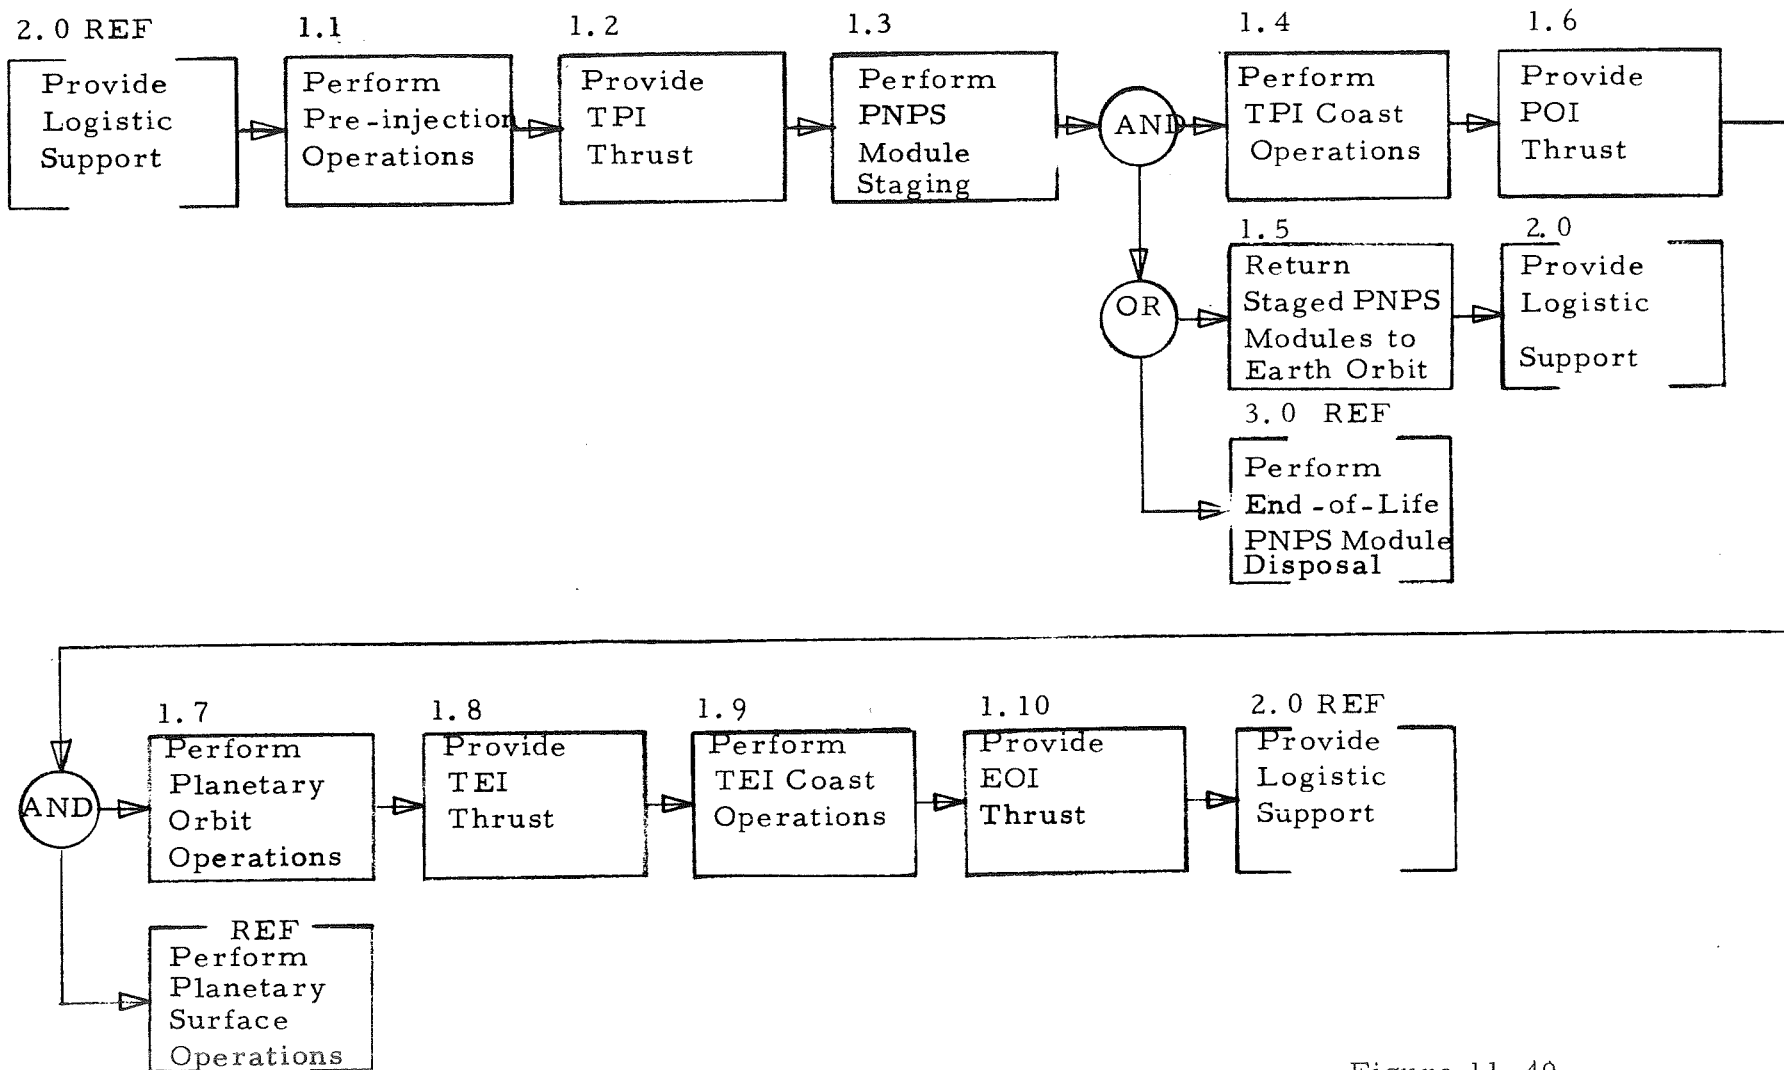 2.0 REF
Provide
Logistic
Support
1.1
Perform
Pre-injection
Operations
1.2
Provide
TPI
Thrust
1.3
Perform
PNPS
Module
Staging
AND
1.4
Perform
TPI Coast
Operations
1.6
Provide
POI
Thrust
OR
1.5
Return
Staged PNPS
Modules to
Earth Orbit
2.0
Provide
Logistic
Support
3.0 REF
Perform
End-of-Life
PNPS Module
Disposal
AND
1.7
Perform
Planetary
Orbit
Operations
1.8
Provide
TEI
Thrust
1.9
Perform
TEI Coast
Operations
1.10
Provide
EOI
Thrust
2.0 REF
Provide
Logistic
Support
REF
Perform
Planetary
Surface
Operations
Figure 11-40